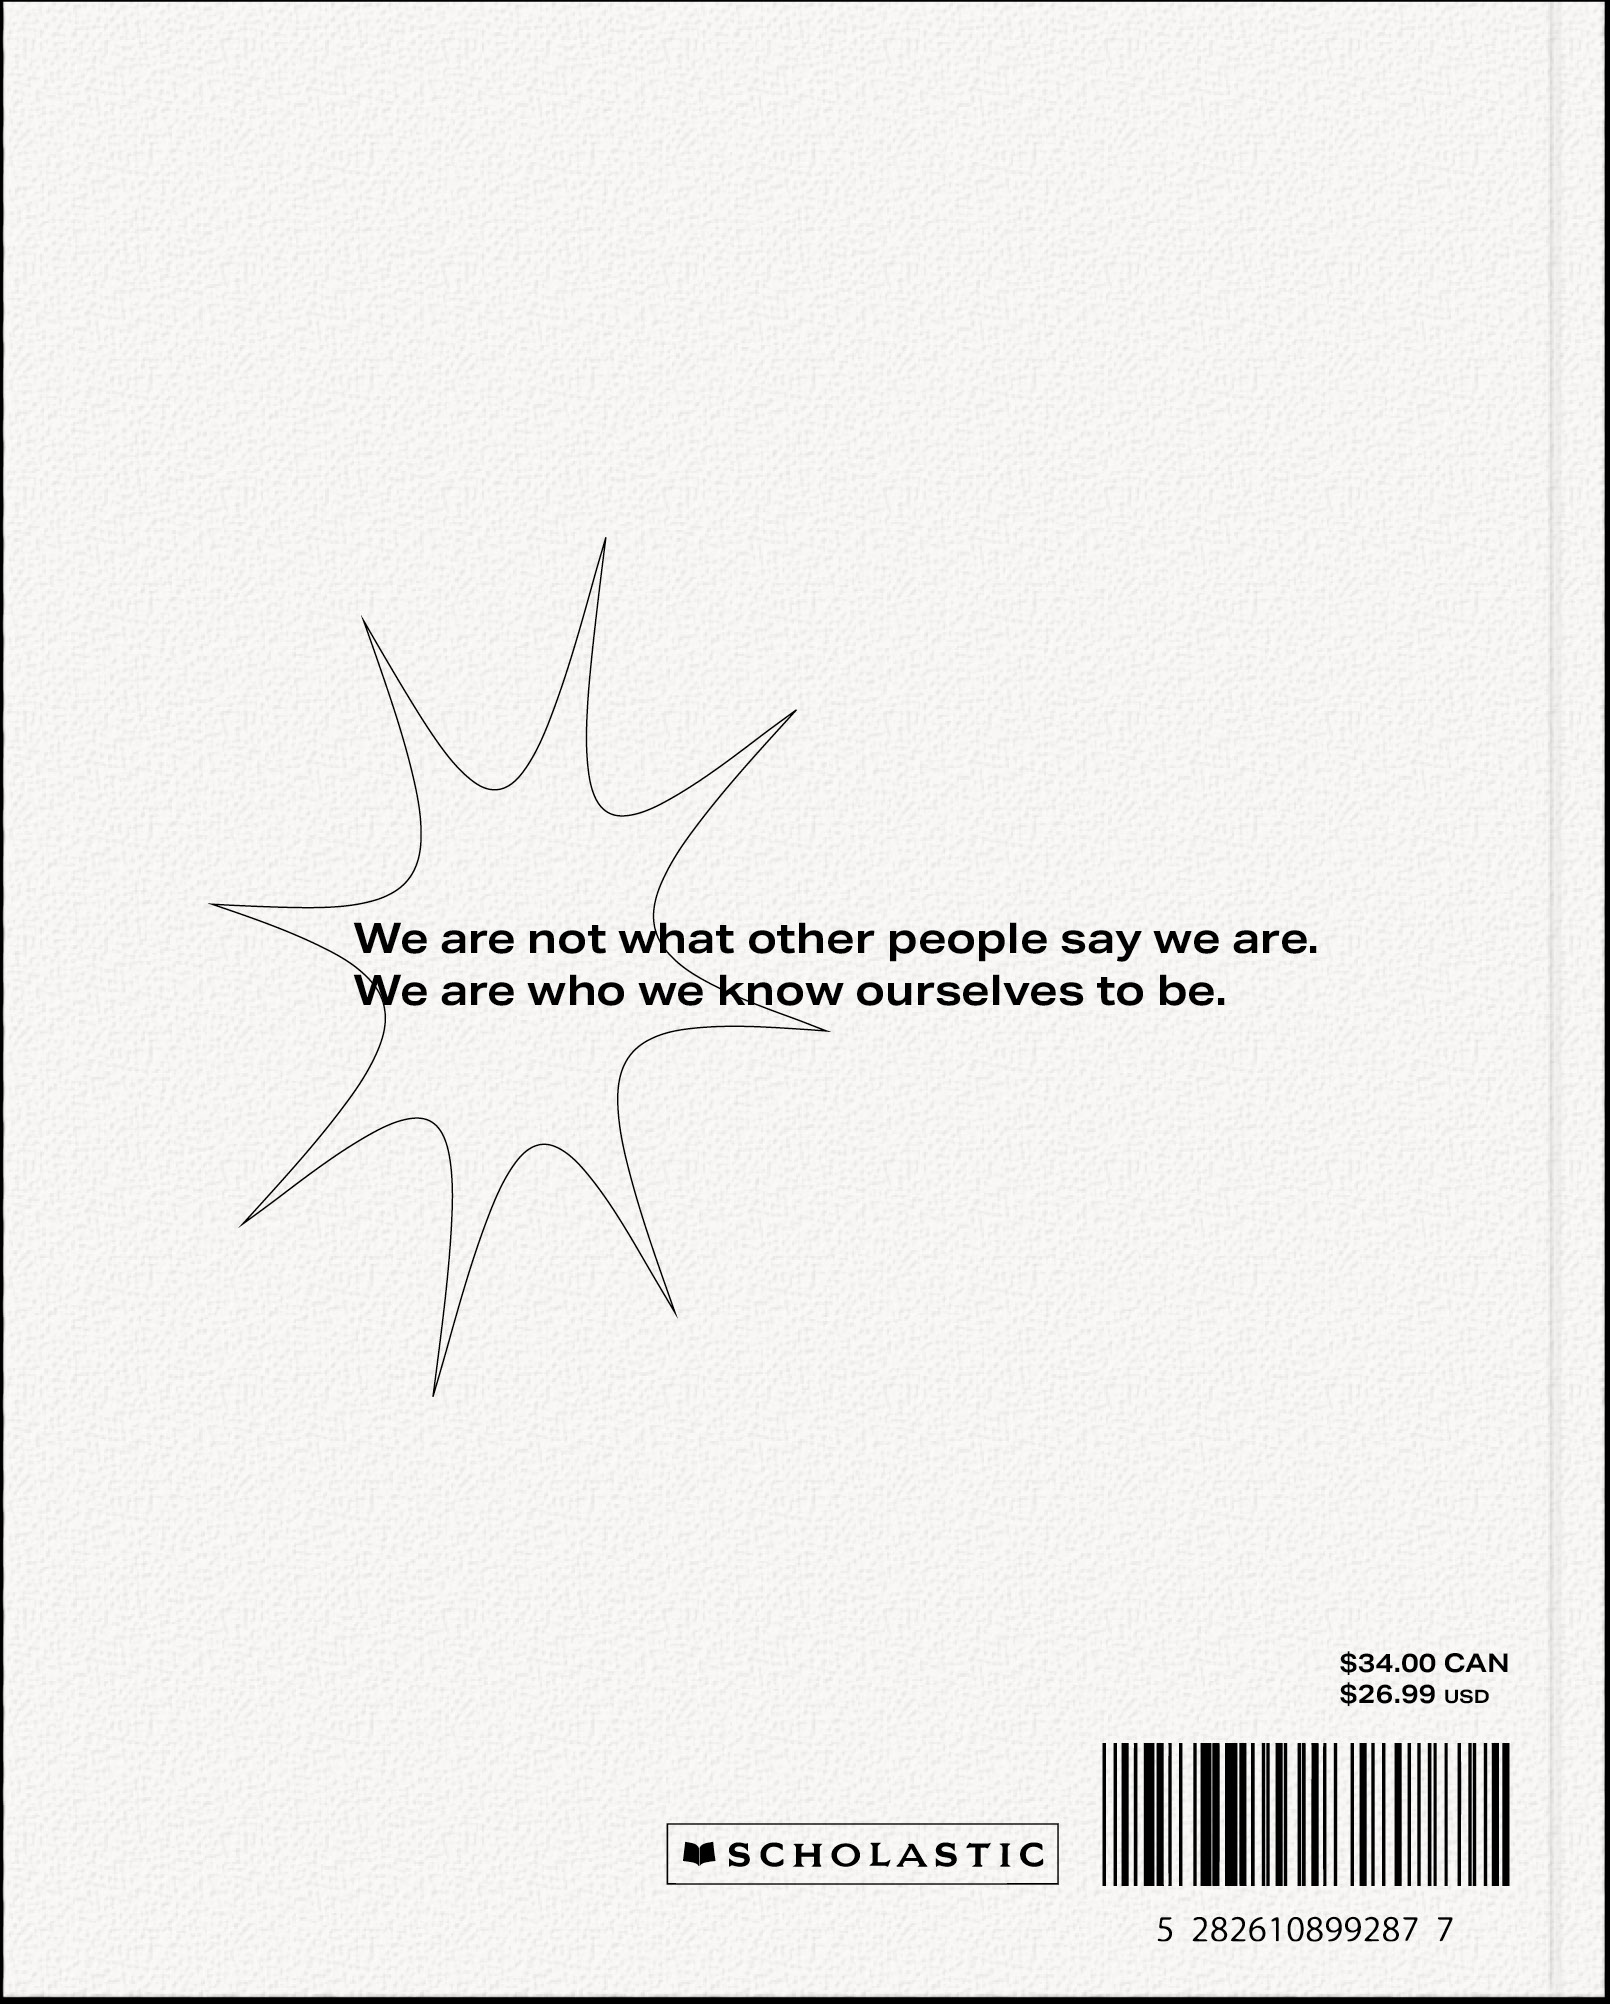 We are not what other people say we are.
We are who we know ourselves to be.
$34.00 CAN
$26.99 USD
SCHOLASTIC
5 282610899287 7